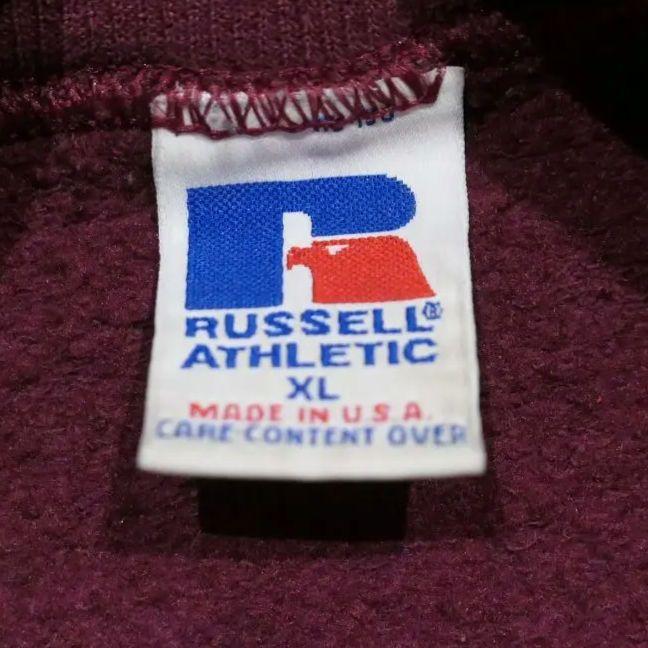 RUSSELL®
ATHLETIC
XL
MADE IN U.S.A.
CARE·CONTENT OVER